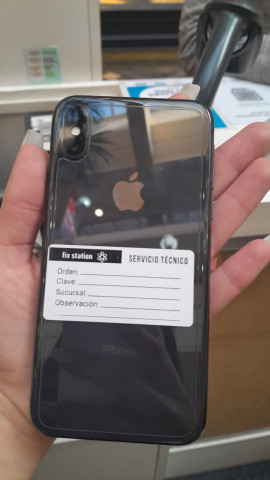 fix station SERVICIO TÉCNICO
Orden:
Clave:
Sucursal:
Observación:
iPhone